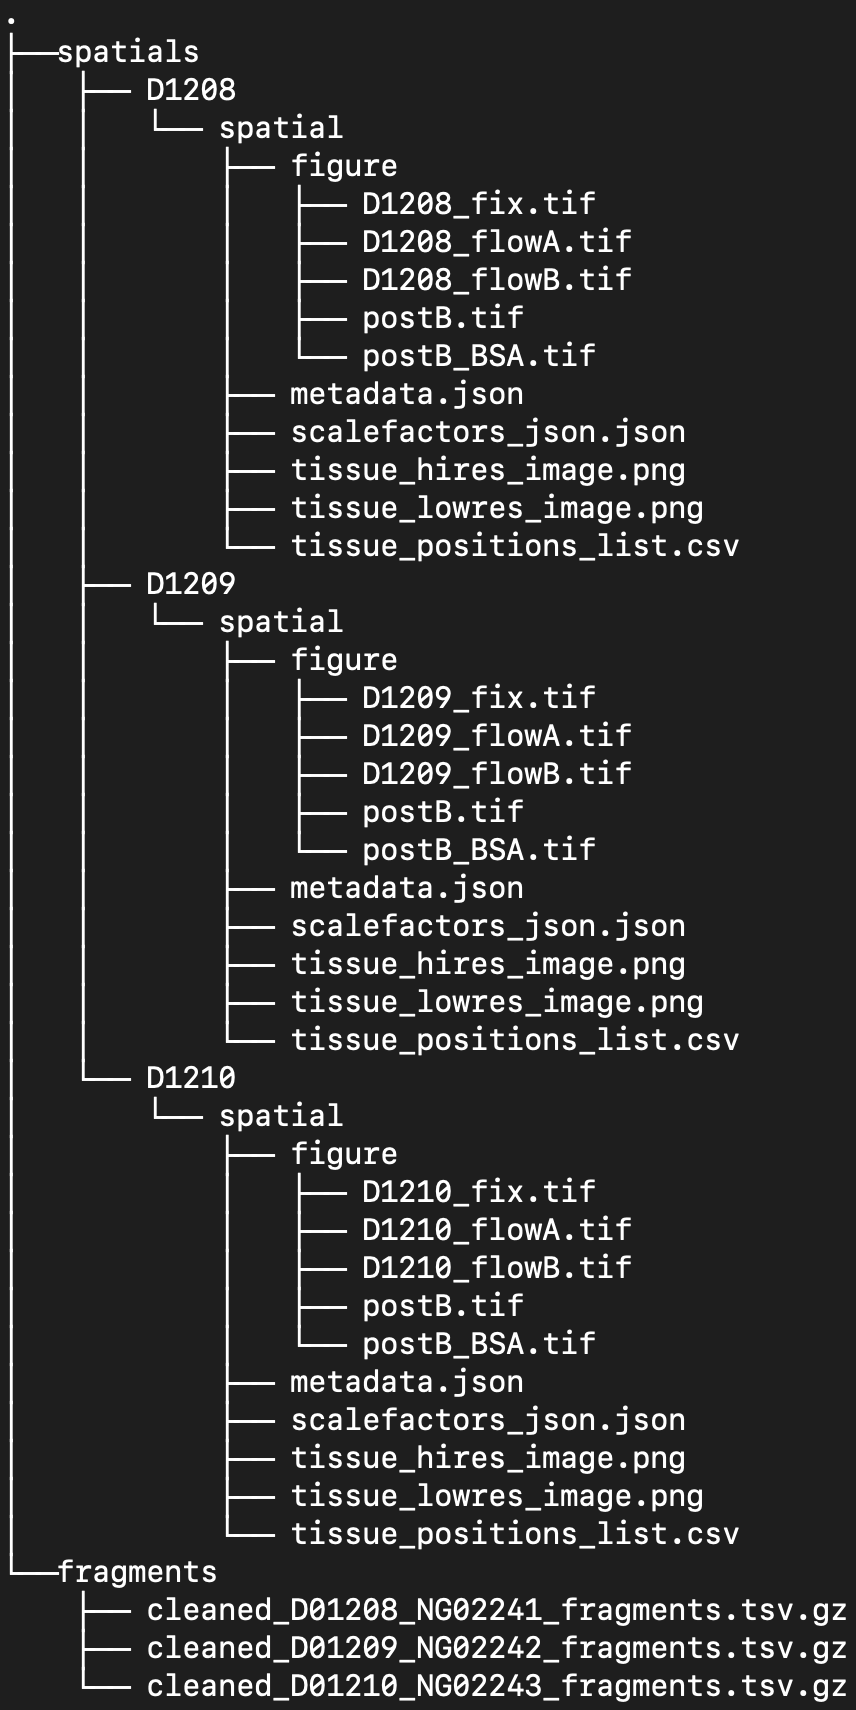 .
├──spatials
│   ├── D1208
│   │   └── spatial
│   │       ├── figure
│   │       │   ├── D1208_fix.tif
│   │       │   ├── D1208_flowA.tif
│   │       │   ├── D1208_flowB.tif
│   │       │   ├── postB.tif
│   │       │   └── postB_BSA.tif
│   │       ├── metadata.json
│   │       ├── scalefactors_json.json
│   │       ├── tissue_hires_image.png
│   │       ├── tissue_lowres_image.png
│   │       └── tissue_positions_list.csv
│   ├── D1209
│   │   └── spatial
│   │       ├── figure
│   │       │   ├── D1209_fix.tif
│   │       │   ├── D1209_flowA.tif
│   │       │   ├── D1209_flowB.tif
│   │       │   ├── postB.tif
│   │       │   └── postB_BSA.tif
│   │       ├── metadata.json
│   │       ├── scalefactors_json.json
│   │       ├── tissue_hires_image.png
│   │       ├── tissue_lowres_image.png
│   │       └── tissue_positions_list.csv
│   └── D1210
│       └── spatial
│           ├── figure
│           │   ├── D1210_fix.tif
│           │   ├── D1210_flowA.tif
│           │   ├── D1210_flowB.tif
│           │   ├── postB.tif
│           │   └── postB_BSA.tif
│           ├── metadata.json
│           ├── scalefactors_json.json
│           ├── tissue_hires_image.png
│           ├── tissue_lowres_image.png
│           └── tissue_positions_list.csv
└──fragments
    ├── cleaned_D01208_NG02241_fragments.tsv.gz
    ├── cleaned_D01209_NG02242_fragments.tsv.gz
    └── cleaned_D01210_NG02243_fragments.tsv.gz